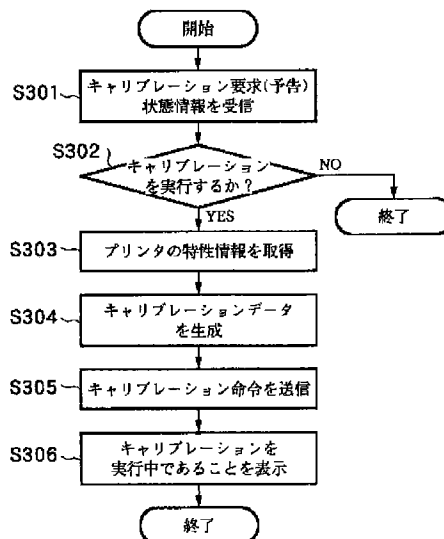 開始
S301
キャリブレーション要求(予告)
状態情報を受信
S302
キャリブレーション
を実行するか?
NO
終了
YES
S303
プリンタの特性情報を取得
S304
キャリブレーションデータ
を生成
S305
キャリブレーション命令を送信
S306
キャリブレーションを
実行中であることを表示
終了